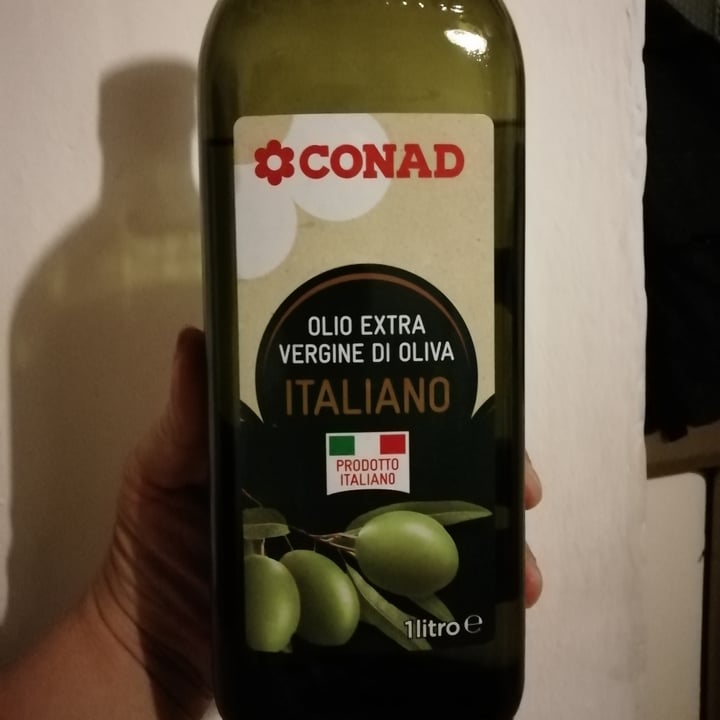 CONAD
OLIO EXTRA
VERGINE DI OLIVA
ITALIANO
PRODOTTO
ITALIANO
1 litro ℮